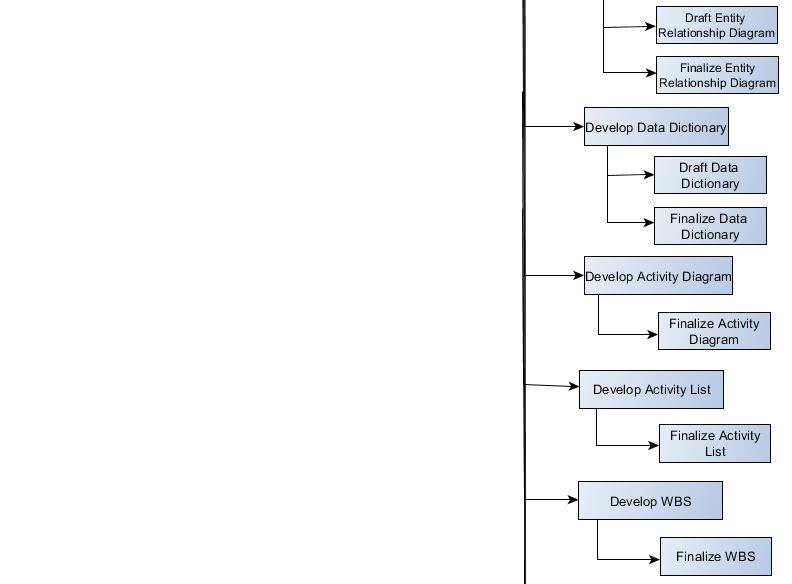 Draft Entity
Relationship Diagram
Finalize Entity
Relationship Diagram
Develop Data Dictionary
Draft Data
Dictionary
Finalize Data
Dictionary
Develop Activity Diagram
Finalize Activity
Diagram
Develop Activity List
Finalize Activity
List
Develop WBS
Finalize WBS